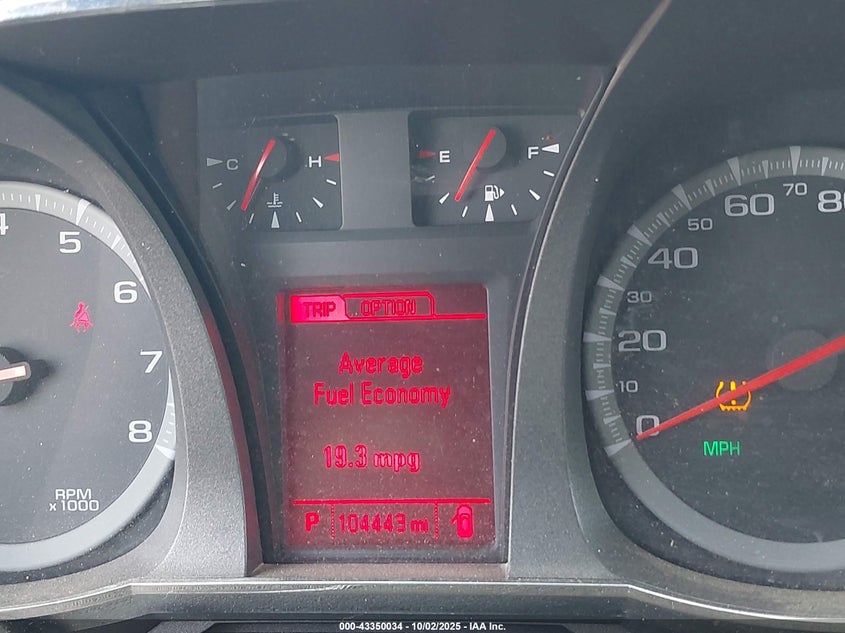 C H
E F
4
5
6
7
8
RPM
x 1000
TRIP OPTION
Average
Fuel Economy
19.3 mpg
P 104443 mi
0
10
20
30
40
50
60
70
80
MPH
000-43350034 - 10/02/2025 - IAA Inc.